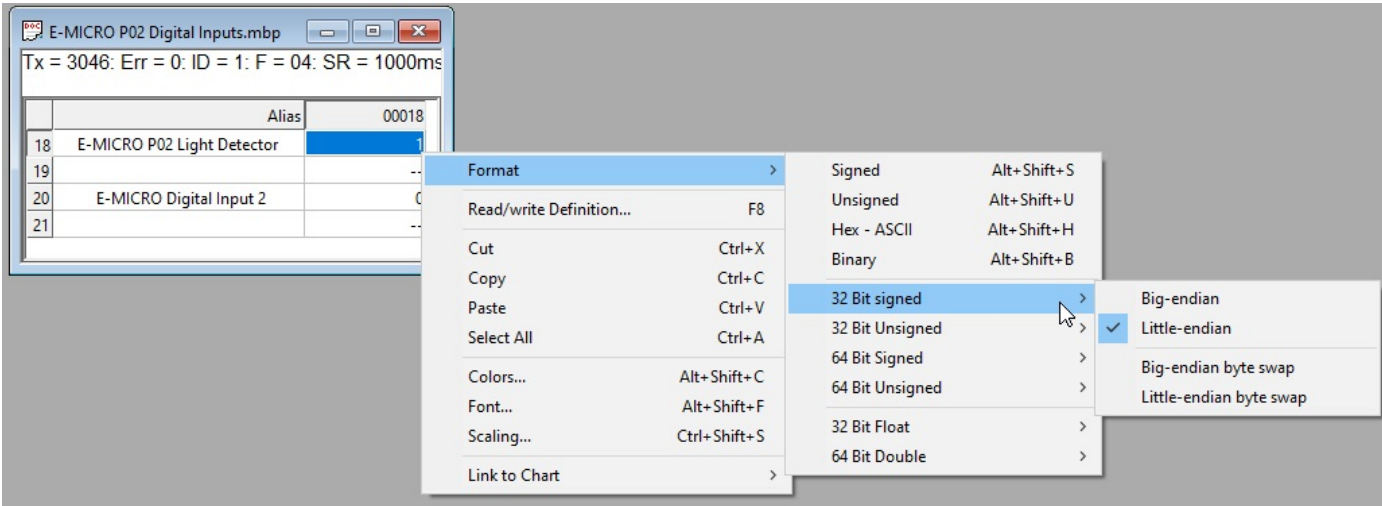 E-MICRO P02 Digital Inputs.mbp
Tx = 3046: Err = 0: ID = 1: F = 04: SR = 1000ms
Alias 00018
18 E-MICRO P02 Light Detector 1
19 --
20 E-MICRO Digital Input 2 0
21 --
Format >
Read/write Definition... F8
Cut Ctrl+X
Copy Ctrl+C
Paste Ctrl+V
Select All Ctrl+A
Colors... Alt+Shift+C
Font... Alt+Shift+F
Scaling... Ctrl+Shift+S
Link to Chart >
Signed Alt+Shift+S
Unsigned Alt+Shift+U
Hex - ASCII Alt+Shift+H
Binary Alt+Shift+B
32 Bit signed >
32 Bit Unsigned >
64 Bit Signed >
64 Bit Unsigned >
32 Bit Float >
64 Bit Double >
Big-endian
Little-endian
Big-endian byte swap
Little-endian byte swap